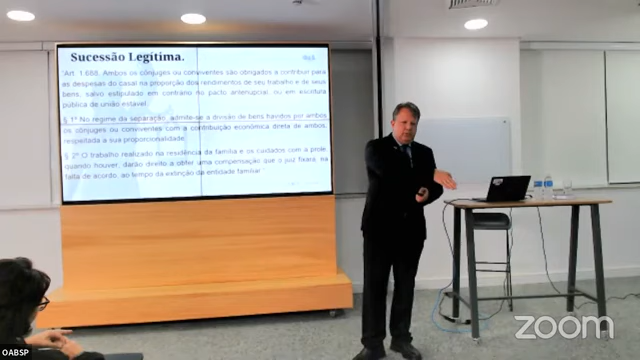 Sucessão Legítima.
"Art. 1.688. Ambos os cônjuges ou conviventes são obrigados a contribuir para
as despesas do casal na proporção dos rendimentos de seu trabalho e de seus
bens, salvo estipulado em contrário no pacto antenupcial, ou em escritura
pública de união estável.
§ 1º No regime da separação, admite-se a divisão de bens havidos por ambos
os cônjuges ou conviventes com a contribuição econômica direta de ambos,
respeitada a sua proporcionalidade.
§ 2º O trabalho realizado na residência da família e os cuidados com a prole,
quando houver, darão direito a obter uma compensação que o juiz fixará, na
falta de acordo, ao tempo da extinção da entidade familiar."
zoom
OABSP